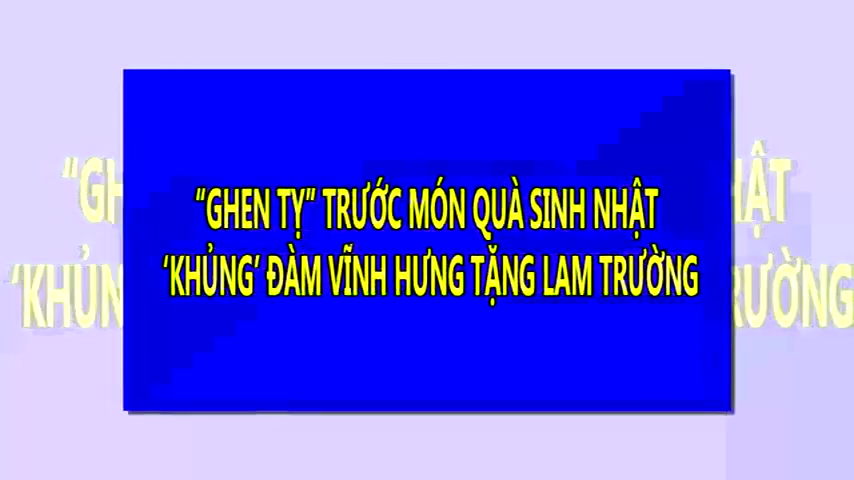 “GHEN TỴ” TRƯỚC MÓN QUÀ SINH NHẬT
‘KHỦNG’ ĐÀM VĨNH HƯNG TẶNG LAM TRƯỜNG